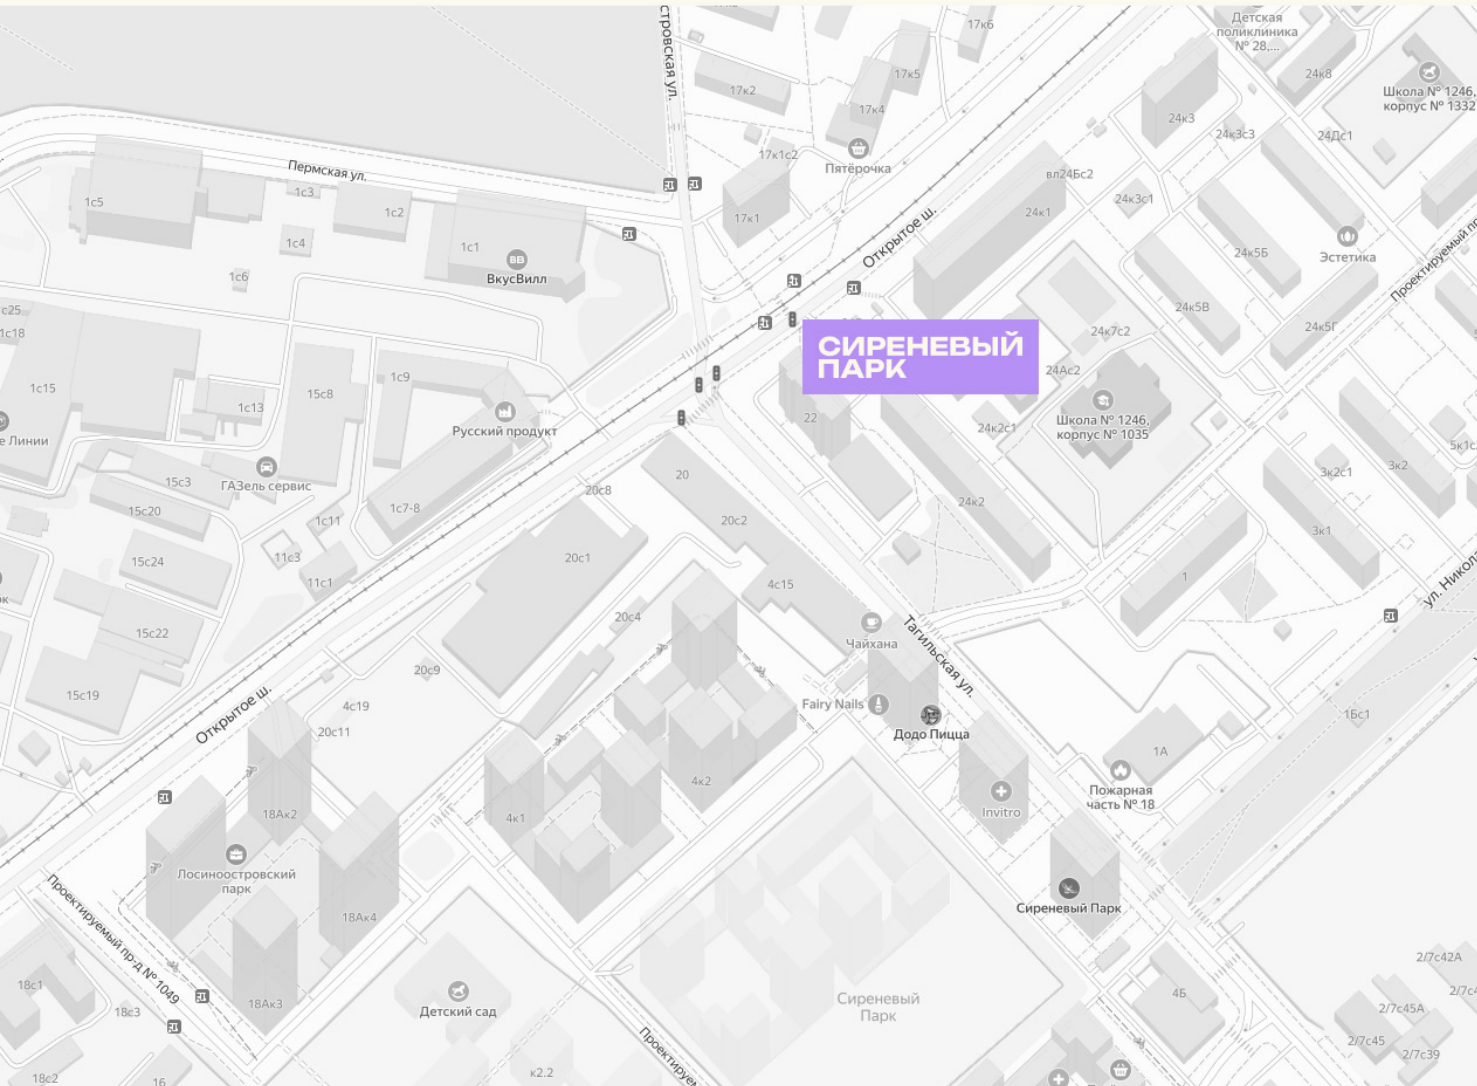 17к6
Детская
поликлиника
№ 28,...
стровская ул.
17к5
24к8
17к2
Школа № 1246,
корпус № 1332
17к4
24к3
24к3с3
24Дс1
17к1с2
Пятёрочка
Пермская ул.
вл24Бс2
1с3
24к3с1
1с5
1с2
17к1
24к1
Открытое ш.
1с4
1с1
24к5Б
Эстетика
ВВ
ВкусВилл
1с6
Проектируемый пр
24к5В
с25
1с18
24к7с2
24к5Г
СИРЕНЕВЫЙ
ПАРК
24Ас2
1с9
1с15
15с8
1с13
22
Школа № 1246,
корпус № 1035
24к2с1
Русский продукт
е Линии
5к1с
3к2
3к2с1
20
15с3
ГАЗель сервис
20с8
24к2
1с7-8
15с20
1с11
20с2
3к1
11с3
20с1
15с24
11с1
4с15
1
ул. Никол
ок
20с4
15с22
Чайхана
Тагильская ул.
20с9
15с19
Открытое ш.
4с19
Fairy Nails
1Бс1
20с11
Додо Пицца
1А
4к2
Пожарная
часть № 18
18Ак2
4к1
Invitro
Лосиноостровский
парк
Сиреневый Парк
18Ак4
Проектируемый пр-д № 1049
2/7с42А
18с1
4Б
2/7с4
Сиреневый
Парк
18Ак3
Детский сад
2/7с45А
18с3
2/7с45
2/7с39
Проектируемы
к2.2
18с2
16